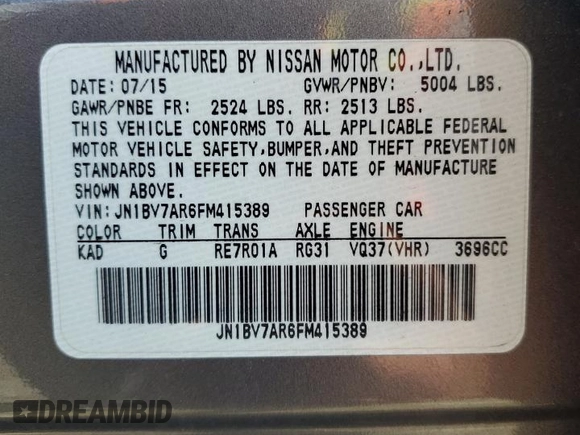 MANUFACTURED BY NISSAN MOTOR CO.,LTD.
DATE: 07/15 GVWR/PNBV: 5004 LBS.
GAWR/PNBE FR: 2524 LBS. RR: 2513 LBS.
THIS VEHICLE CONFORMS TO ALL APPLICABLE FEDERAL
MOTOR VEHICLE SAFETY,BUMPER,AND THEFT PREVENTION
STANDARDS IN EFFECT ON THE DATE OF MANUFACTURE
SHOWN ABOVE.
VIN: JN1BV7AR6FM415389 PASSENGER CAR
COLOR TRIM TRANS AXLE ENGINE
KAD G RE7R01A RG31 VQ37(VHR) 3696CC
JN1BV7AR6FM415389
DREAMBID